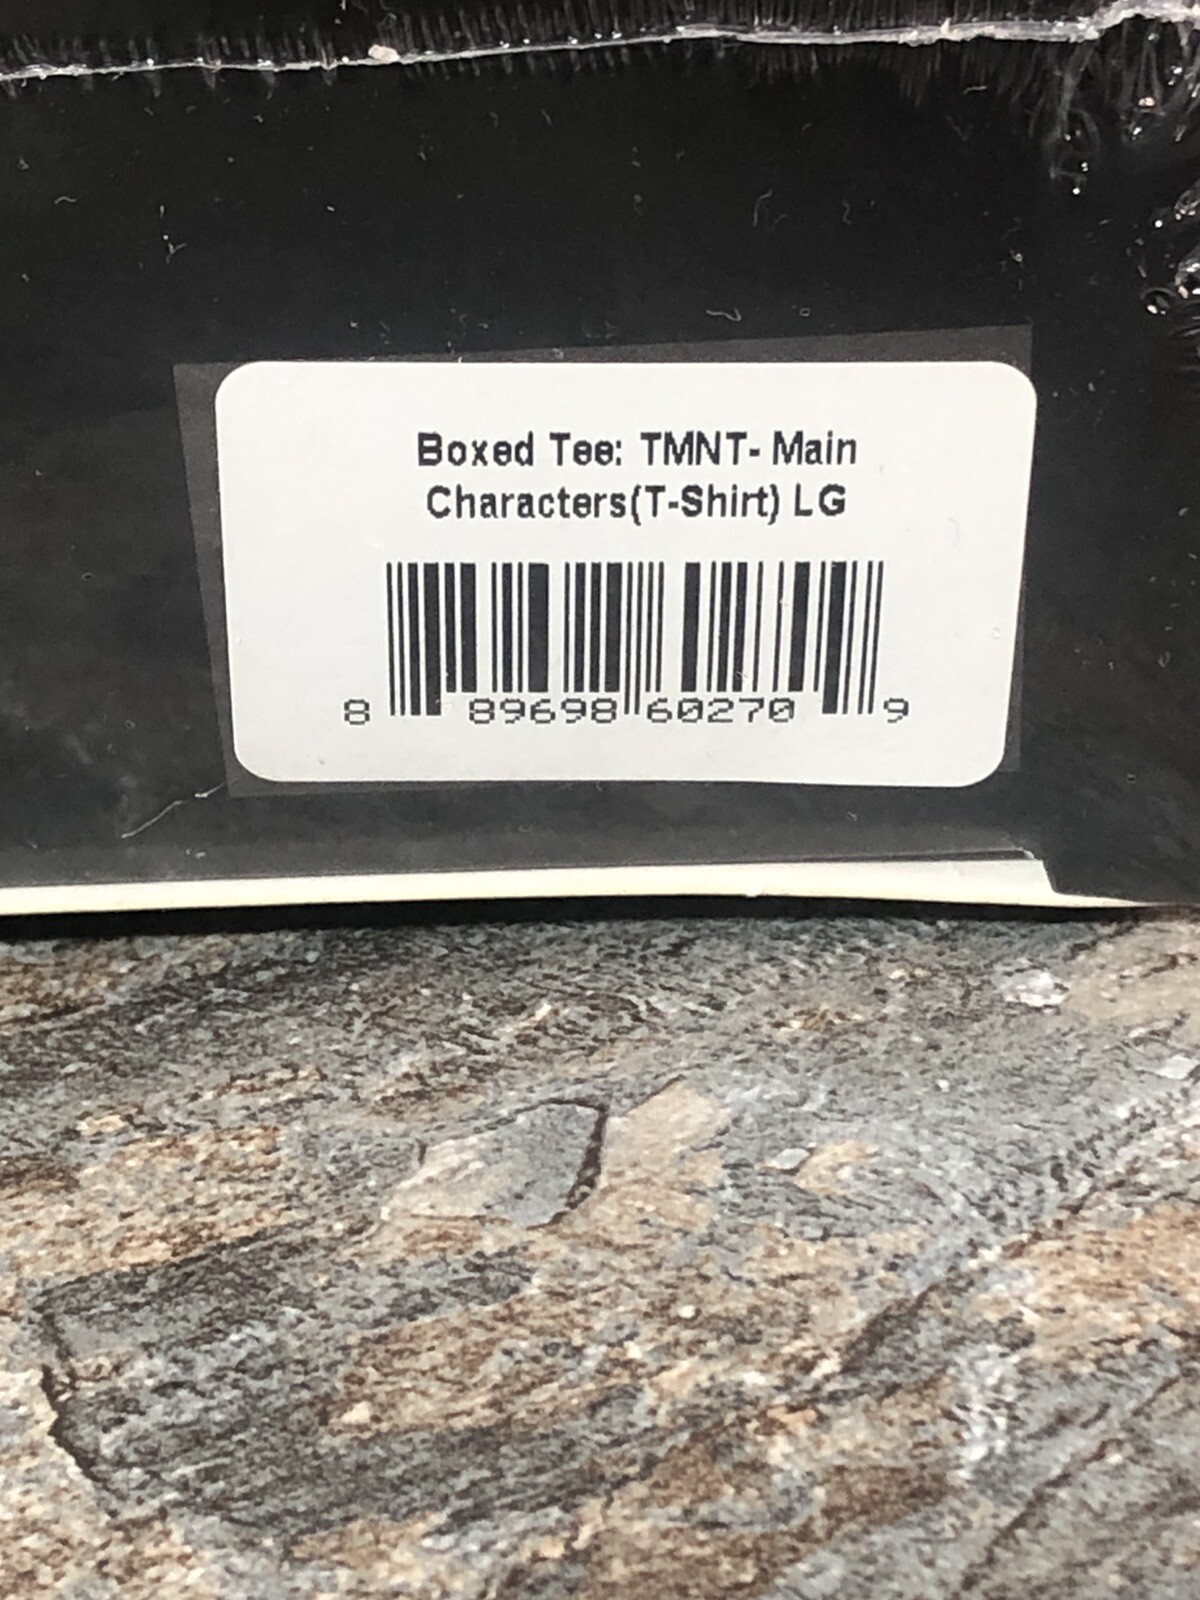 Boxed Tee: TMNT- Main
Characters(T-Shirt) LG
8 89698 60270 9